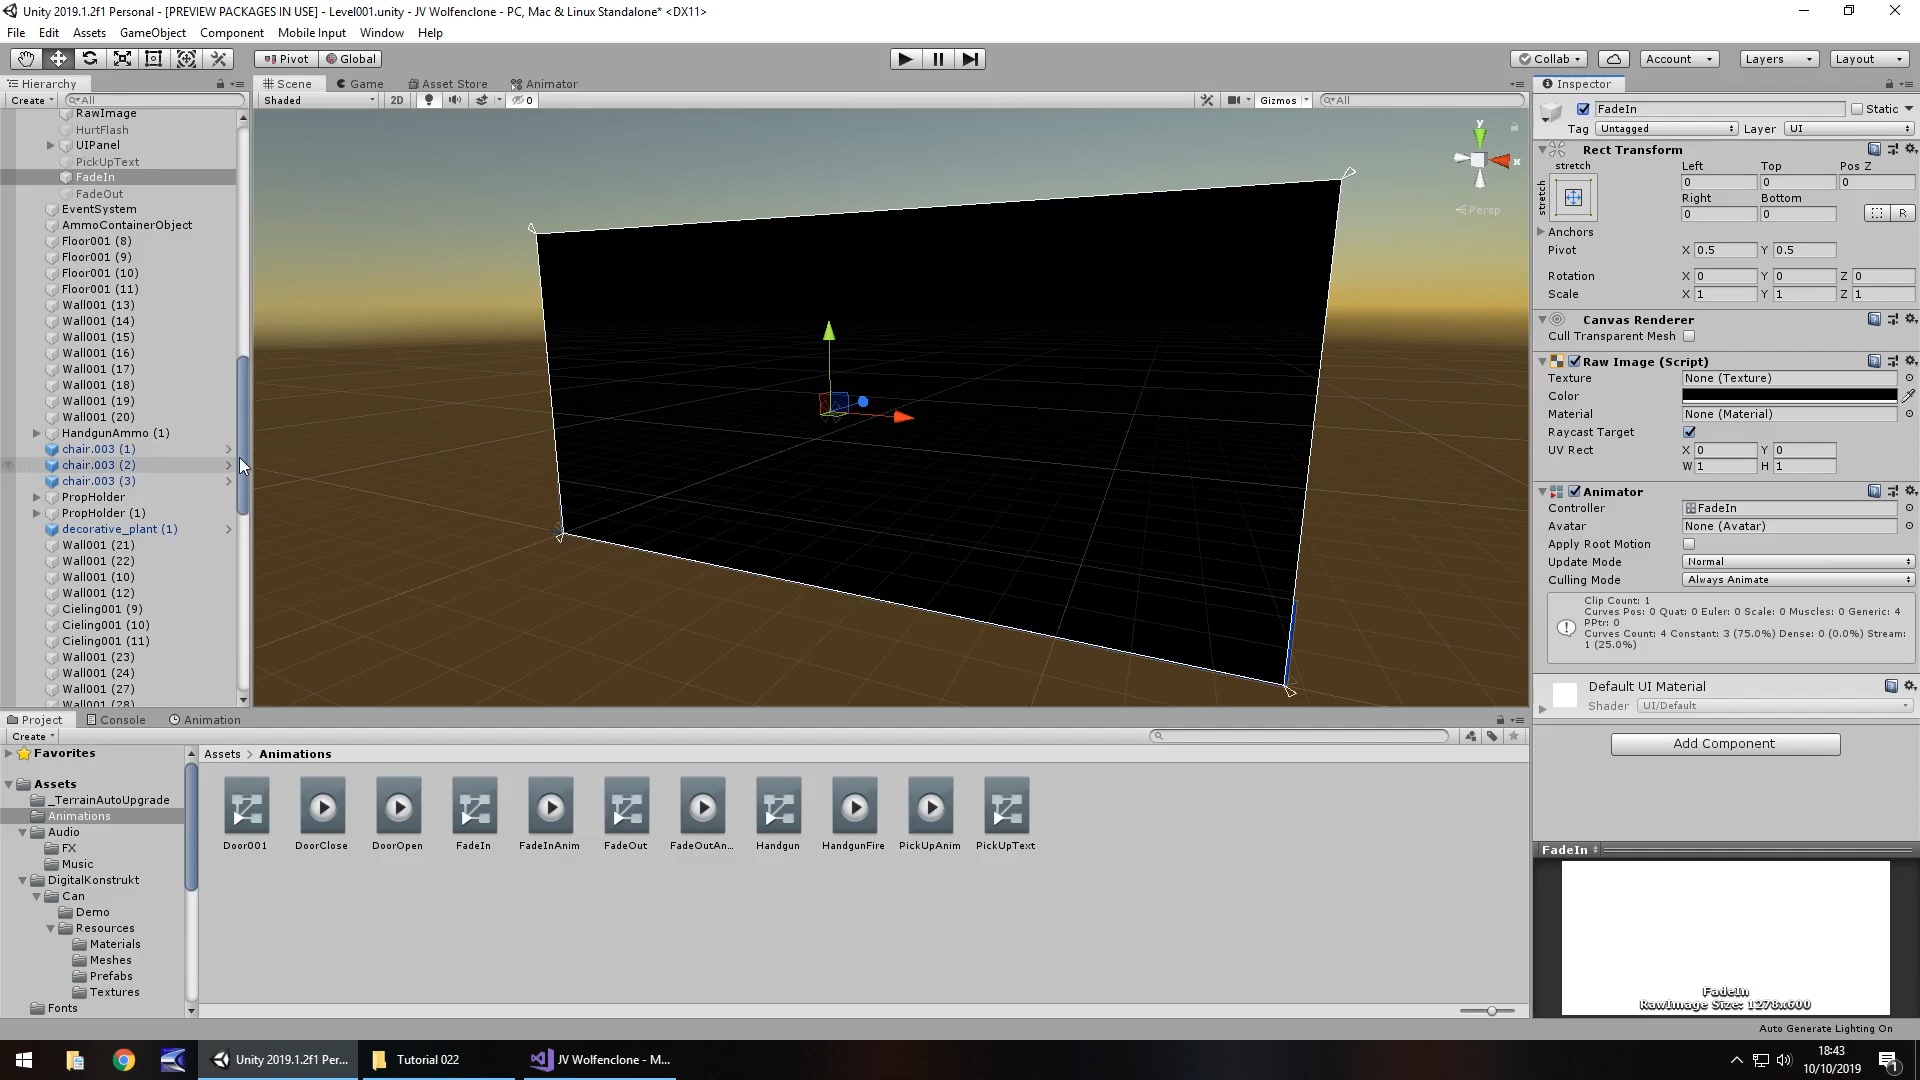 Unity 2019.1.2f1 Personal - [PREVIEW PACKAGES IN USE] - Level001.unity - JV Wolfenclone - PC, Mac & Linux Standalone* <DX11>
File Edit Assets GameObject Component Mobile Input Window Help
Pivot Global Collab Account Layers Layout
Hierarchy Scene Game Asset Store Animator Inspector
Create All Shaded 2D 0 Gizmos All
FadeIn Static
Tag Untagged Layer UI
RawImage
HurtFlash
UIPanel
PickUpText
FadeIn
FadeOut
EventSystem
AmmoContainerObject
Floor001 (8)
Floor001 (9)
Floor001 (10)
Floor001 (11)
Wall001 (13)
Wall001 (14)
Wall001 (15)
Wall001 (16)
Wall001 (17)
Wall001 (18)
Wall001 (19)
Wall001 (20)
HandgunAmmo (1)
chair.003 (1)
chair.003 (2)
chair.003 (3)
PropHolder
PropHolder (1)
decorative_plant (1)
Wall001 (21)
Wall001 (22)
Wall001 (10)
Wall001 (12)
Cieling001 (9)
Cieling001 (10)
Cieling001 (11)
Wall001 (23)
Wall001 (24)
Wall001 (27)
Wall001 (28)
y
x
Persp
Rect Transform
stretch Left Top Pos Z
stretch
0 0 0
Right Bottom
0 0 R
Anchors
Pivot X 0.5 Y 0.5
Rotation X 0 Y 0 Z 0
Scale X 1 Y 1 Z 1
Canvas Renderer
Cull Transparent Mesh
Raw Image (Script)
Texture None (Texture)
Color
Material None (Material)
Raycast Target
UV Rect X 0 Y 0
W 1 H 1
Animator
Controller FadeIn
Avatar None (Avatar)
Apply Root Motion
Update Mode Normal
Culling Mode Always Animate
Clip Count: 1
Curves Pos: 0 Quat: 0 Euler: 0 Scale: 0 Muscles: 0 Generic: 4
PPtr: 0
Curves Count: 4 Constant: 3 (75.0%) Dense: 0 (0.0%) Stream:
1 (25.0%)
Default UI Material
Shader UI/Default
Add Component
FadeIn
FadeIn
RawImage Size: 1278x600
Project Console Animation
Create
Favorites
Assets
_TerrainAutoUpgrade
Animations
Audio
FX
Music
DigitalKonstrukt
Can
Demo
Resources
Materials
Meshes
Prefabs
Textures
Fonts
Assets > Animations
Door001 DoorClose DoorOpen FadeIn FadeInAnim FadeOut FadeOutAn... Handgun HandgunFire PickUpAnim PickUpText
Auto Generate Lighting On
Unity 2019.1.2f1 Per... Tutorial 022 JV Wolfenclone - M...
18:43
10/10/2019
1